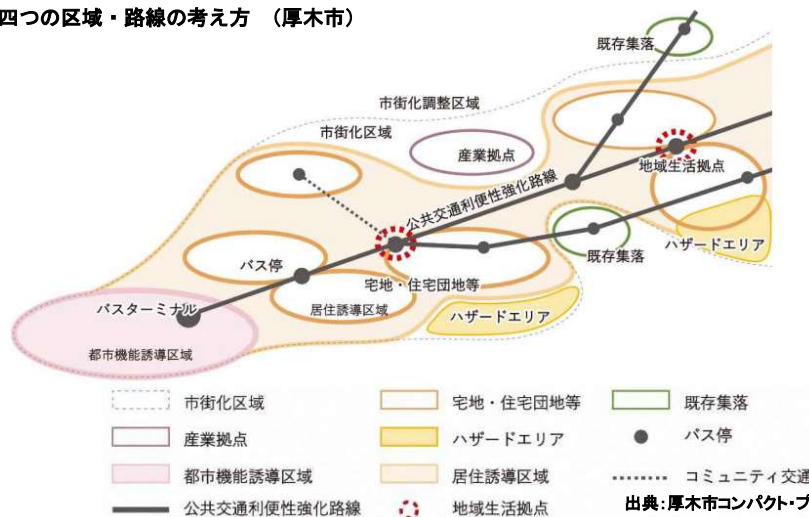 四つの区域・路線の考え方 （厚木市）
既存集落
市街化調整区域
市街化区域
産業拠点
地域生活拠点
公共交通利便性強化路線
バス停
宅地・住宅団地等
既存集落
ハザードエリア
バスターミナル
居住誘導区域
ハザードエリア
都市機能誘導区域
市街化区域
宅地・住宅団地等
既存集落
産業拠点
ハザードエリア
バス停
都市機能誘導区域
居住誘導区域
コミュニティ交通
公共交通利便性強化路線
地域生活拠点
出典:厚木市コンパクト・プ